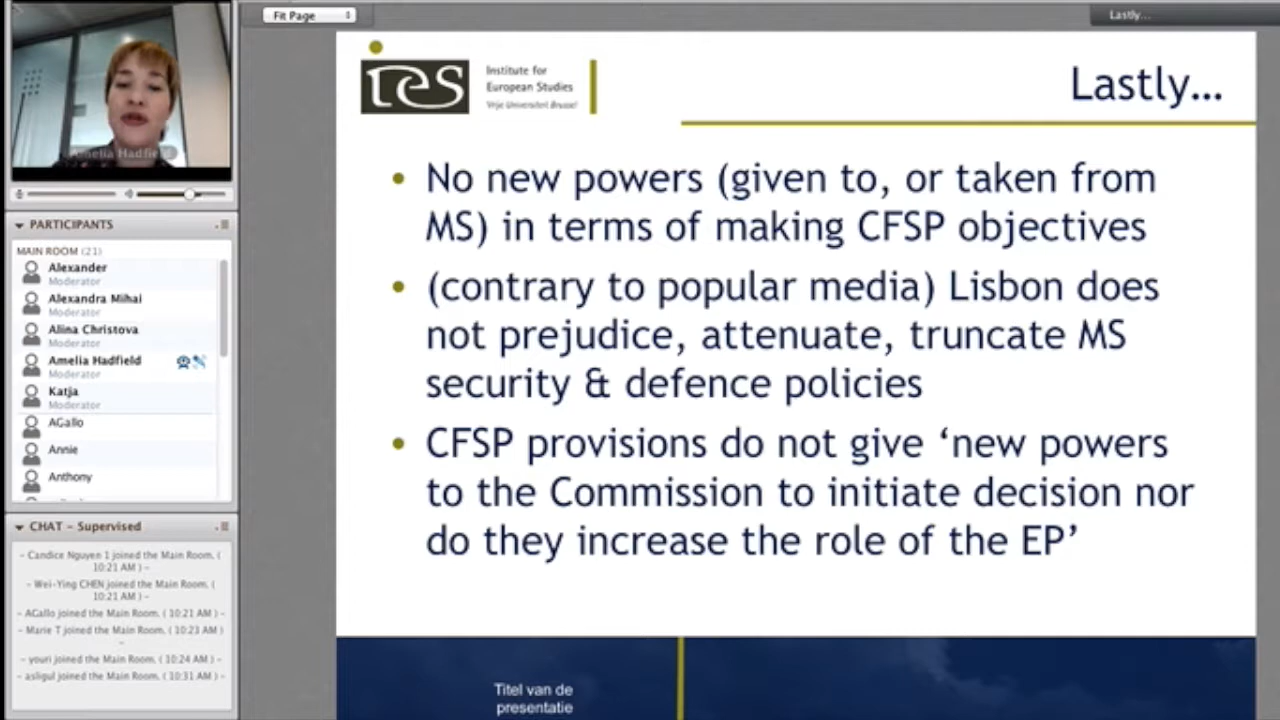 Fit Page
Lastly...
Amelia Hadfield
PARTICIPANTS
MAIN ROOM (21)
Alexander
Moderator
Alexandra Mihai
Moderator
Alina Christova
Moderator
Amelia Hadfield
Moderator
Katja
Moderator
AGallo
Annie
Anthony
CHAT – Supervised
- Candice Nguyen 1 joined the Main Room. (
10:21 AM ) -
- Wei-Ying CHEN joined the Main Room. (
10:21 AM ) -
- AGallo joined the Main Room. ( 10:21 AM ) -
- Marie T joined the Main Room. ( 10:23 AM )
-
- youri joined the Main Room. ( 10:24 AM ) -
- asligul joined the Main Room. ( 10:31 AM ) -
ies
Institute for
European Studies
Vrije Universiteit Brussel
Lastly…
• No new powers (given to, or taken from
MS) in terms of making CFSP objectives
• (contrary to popular media) Lisbon does
not prejudice, attenuate, truncate MS
security & defence policies
• CFSP provisions do not give ‘new powers
to the Commission to initiate decision nor
do they increase the role of the EP’
Titel van de
presentatie